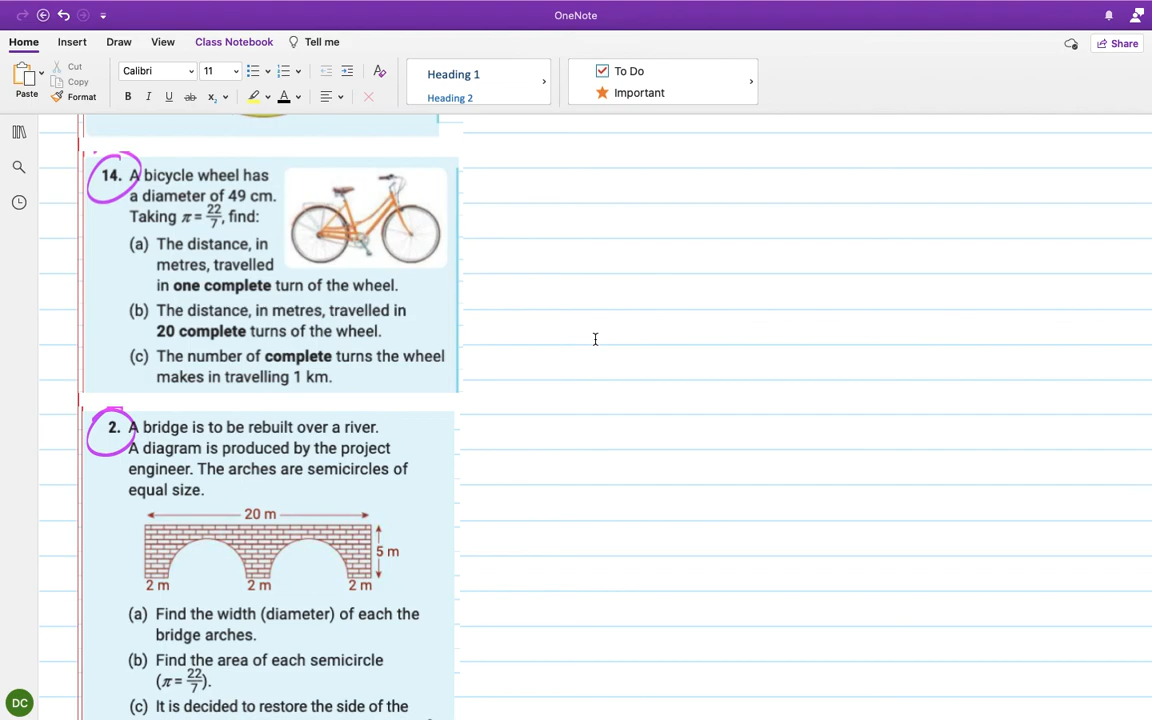 OneNote
Home Insert Draw View Class Notebook Tell me
Share
Paste
Cut
Copy
Format
Calibri 11
B I U ab x₂ A
Heading 1
Heading 2
To Do
Important
14. A bicycle wheel has
a diameter of 49 cm.
Taking π = 22/7, find:
(a) The distance, in
metres, travelled
in one complete turn of the wheel.
(b) The distance, in metres, travelled in
20 complete turns of the wheel.
(c) The number of complete turns the wheel
makes in travelling 1 km.
2. A bridge is to be rebuilt over a river.
A diagram is produced by the project
engineer. The arches are semicircles of
equal size.
20 m
5 m
2 m 2 m 2 m
(a) Find the width (diameter) of each the
bridge arches.
(b) Find the area of each semicircle
(π = 22/7).
(c) It is decided to restore the side of the
DC